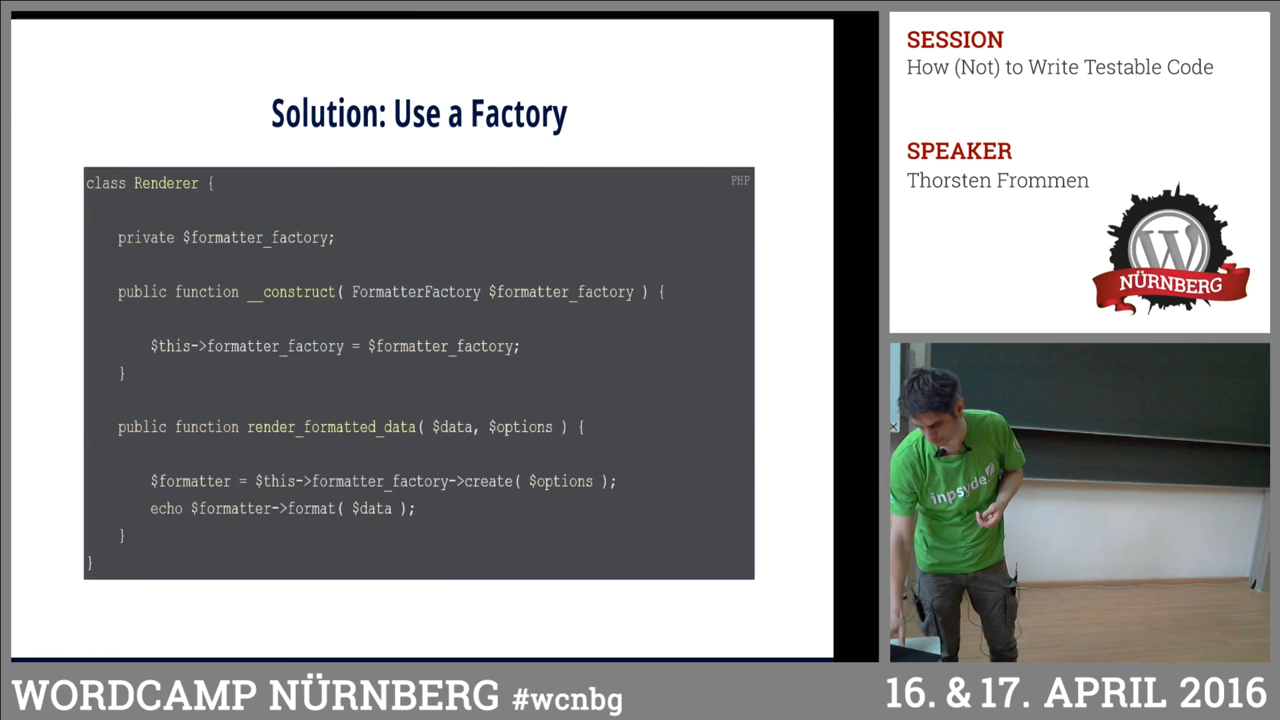 Solution: Use a Factory
PHP
class Renderer {
private $formatter_factory;
public function __construct( FormatterFactory $formatter_factory ) {
$this->formatter_factory = $formatter_factory;
}
public function render_formatted_data( $data, $options ) {
$formatter = $this->formatter_factory->create( $options );
echo $formatter->format( $data );
}
}
SESSION
How (Not) to Write Testable Code
SPEAKER
Thorsten Frommen
W
NÜRNBERG
inpsyde
WORDCAMP NÜRNBERG #wcnbg
16. & 17. APRIL 2016